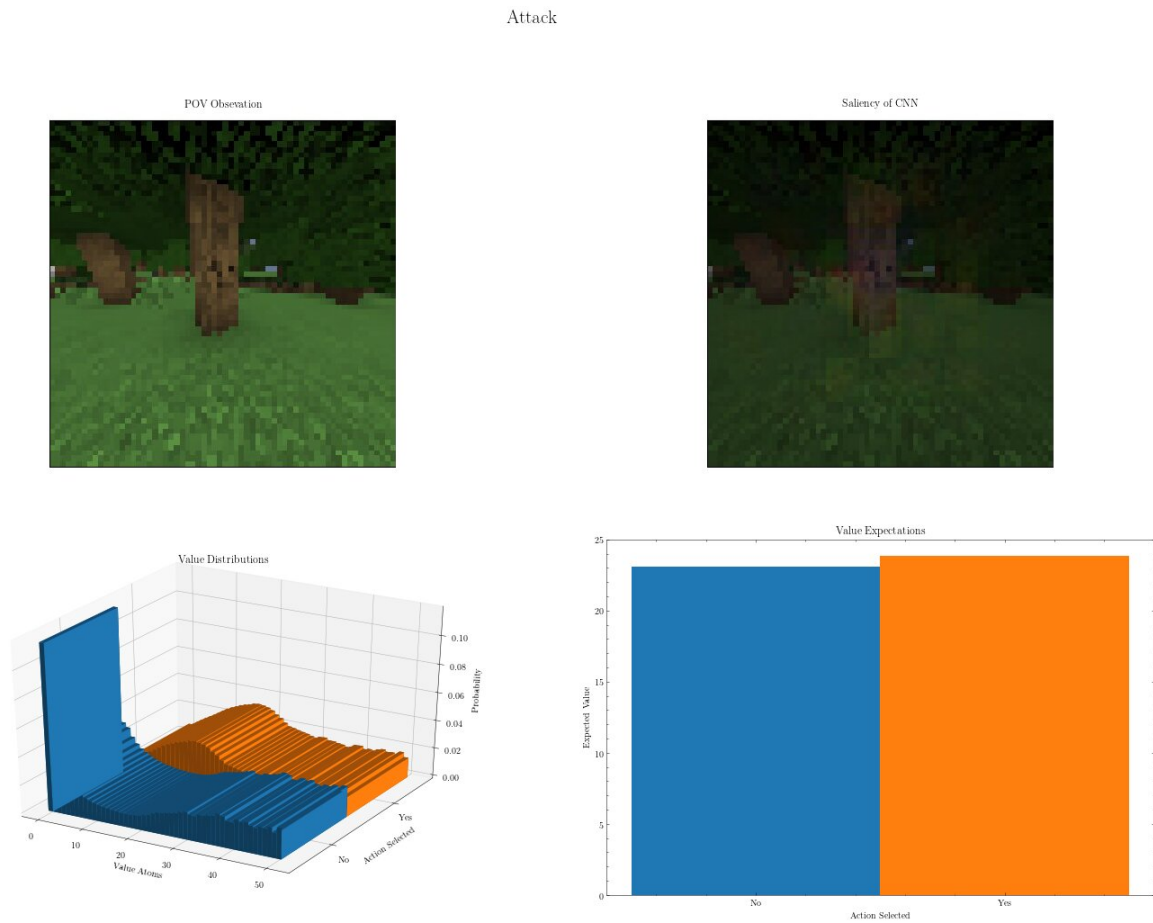 Attack
POV Obsevation
Saliency of CNN
Value Distributions
0.10
0.08
0.06
0.04
0.02
0.00
Probability
Yes
No
Action Selected
0
10
20
30
40
50
Value Atoms
Value Expectations
25
20
15
10
5
0
Expected Value
No
Yes
Action Selected